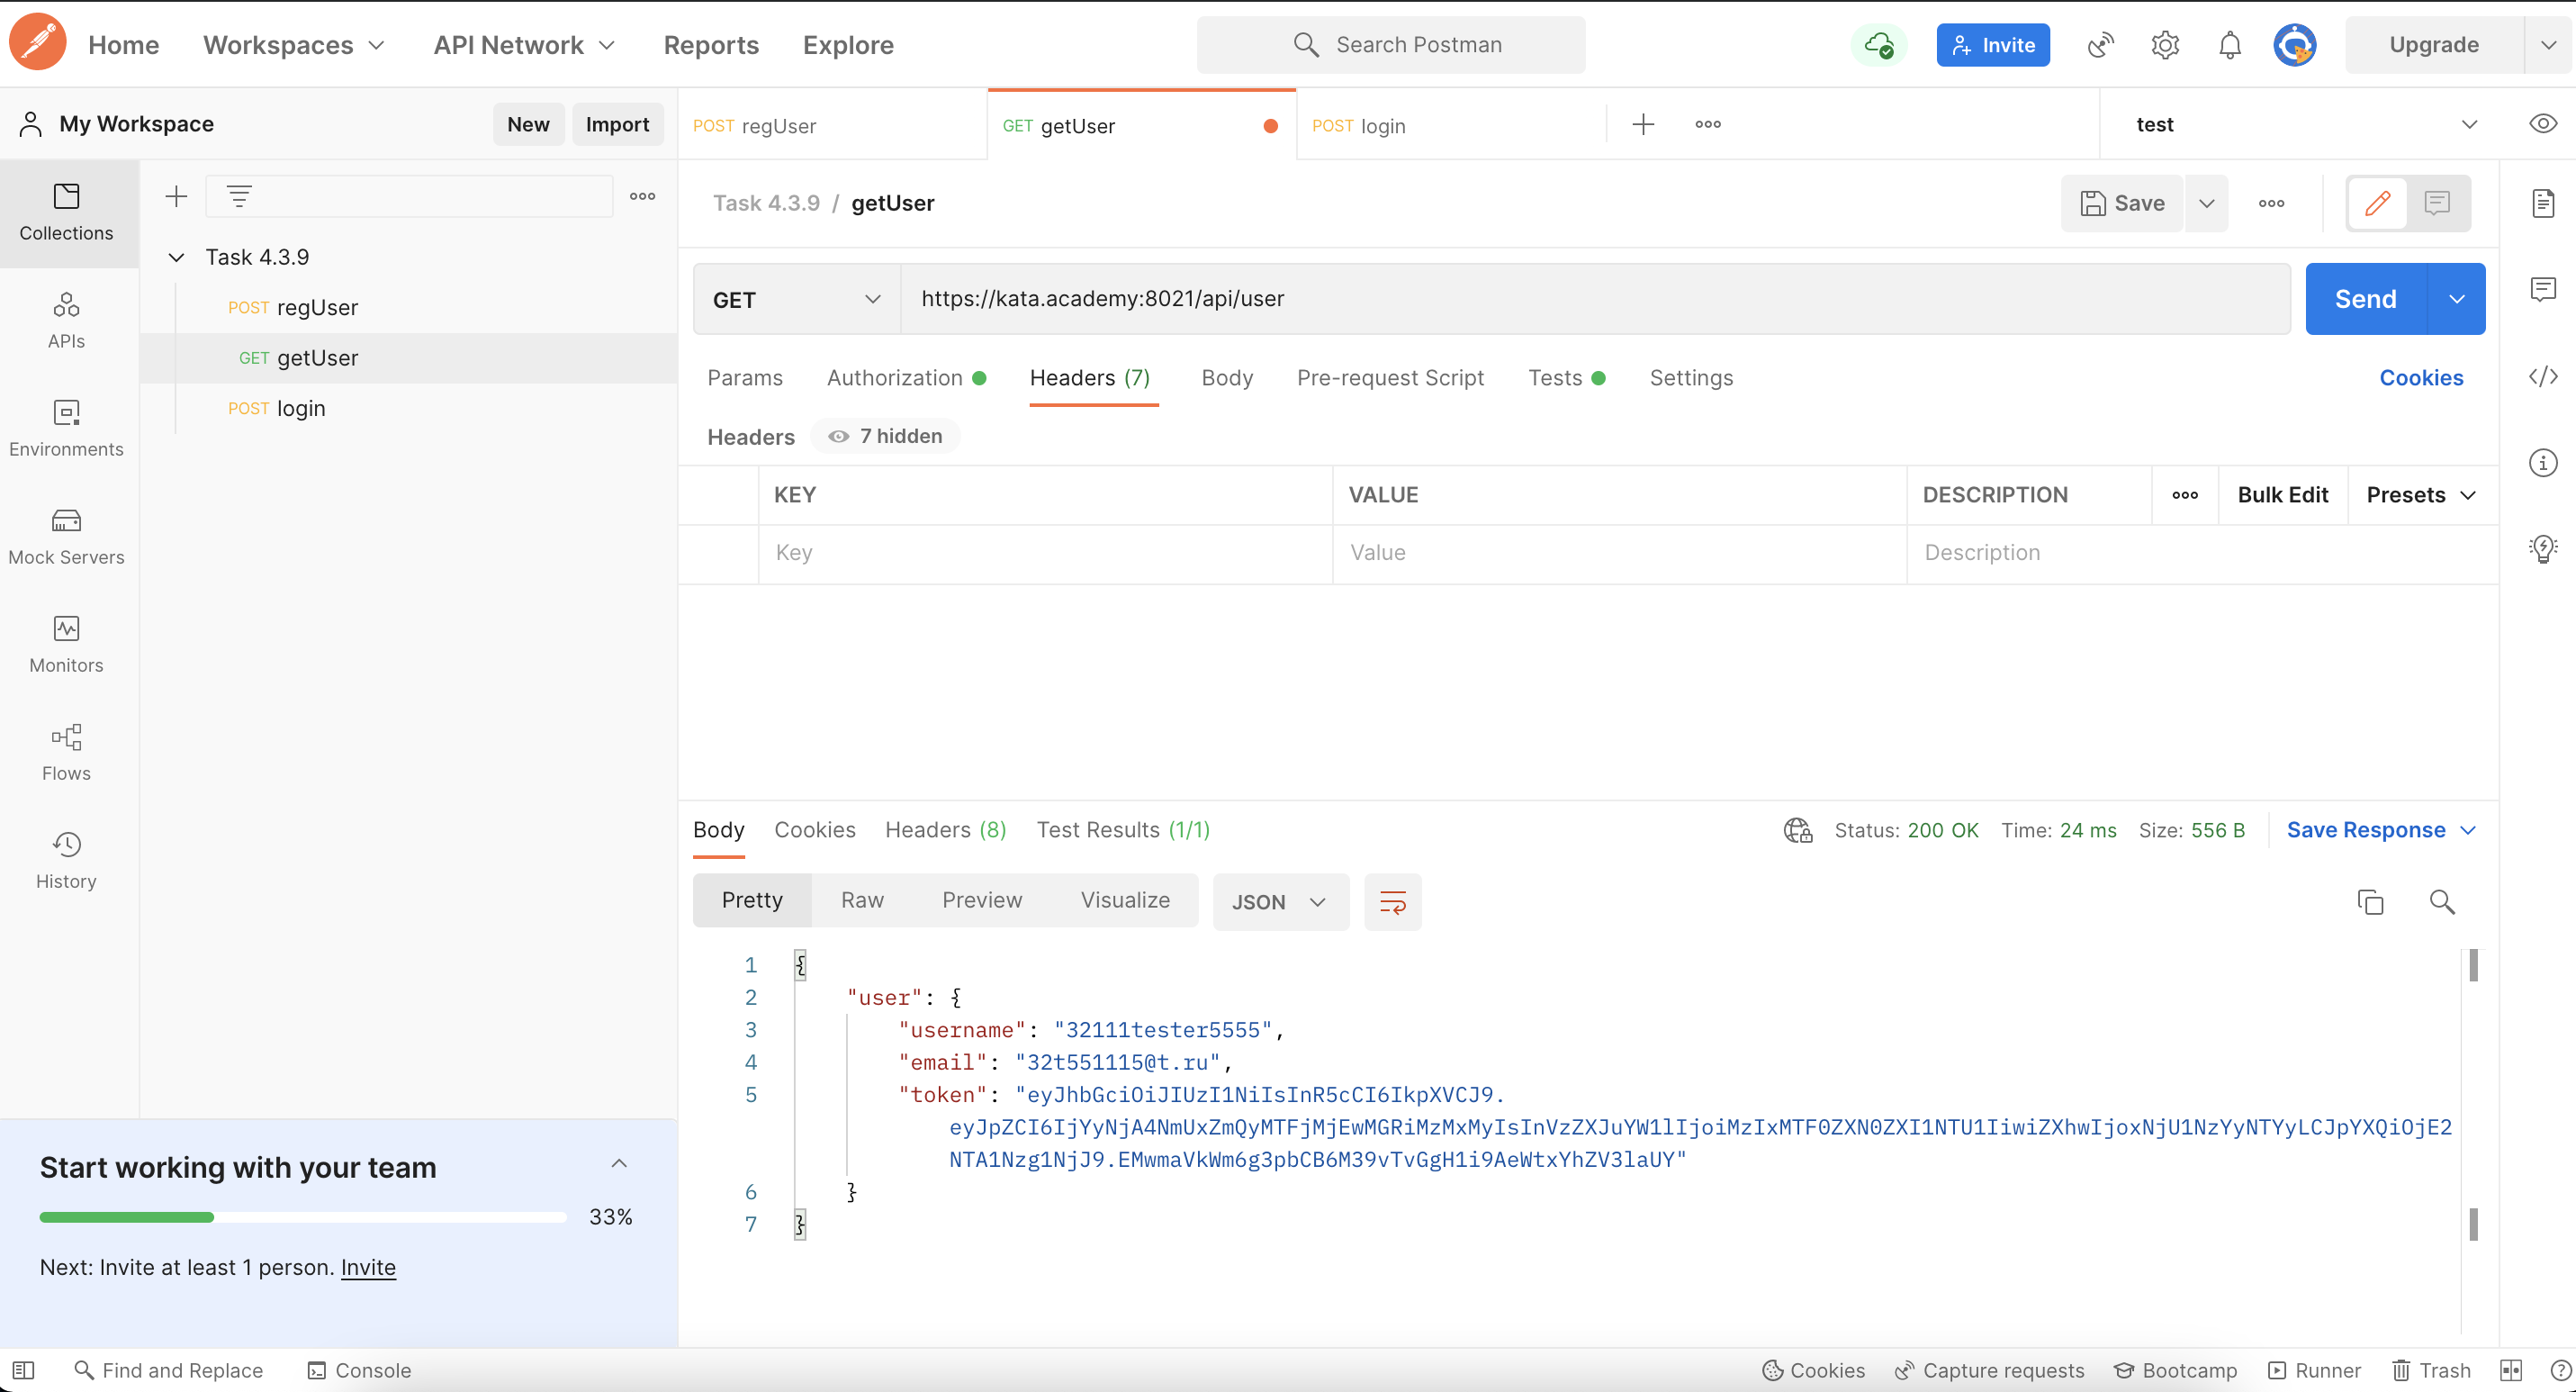 Home Workspaces API Network Reports Explore Search Postman Invite Upgrade
My Workspace New Import POST regUser GET getUser POST login test
Collections
APIs
Environments
Mock Servers
Monitors
Flows
History
Task 4.3.9
POST regUser
GET getUser
POST login
Task 4.3.9 / getUser Save
GET https://kata.academy:8021/api/user Send
Params Authorization Headers (7) Body Pre-request Script Tests Settings Cookies
Headers 7 hidden
KEY VALUE DESCRIPTION Bulk Edit Presets
Key Value Description
Body Cookies Headers (8) Test Results (1/1) Status: 200 OK Time: 24 ms Size: 556 B Save Response
Pretty Raw Preview Visualize JSON
1 {
2 "user": {
3 "username": "32111tester5555",
4 "email": "32t551115@t.ru",
5 "token": "eyJhbGciOiJIUzI1NiIsInR5cCI6IkpXVCJ9.
eyJpZCI6IjYyNjA4NmUxZmQyMTFjMjEwMGRiMzMxMyIsInVzZXJuYW1lIjoiMzIxMTF0ZXN0ZXI1NTU1IiwiZXhwIjoxNjU1NzYyNTYyLCJpYXQiOjE2
NTA1Nzg1NjJ9.EMwmaVkWm6g3pbCB6M39vTvGgH1i9AeWtxYhZV3laUY"
6 }
7 }
Start working with your team
33%
Next: Invite at least 1 person. Invite
Find and Replace Console Cookies Capture requests Bootcamp Runner Trash